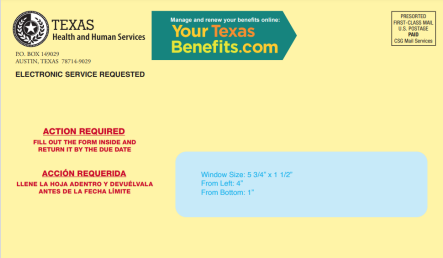 TEXAS
Health and Human Services
P.O. BOX 149029
AUSTIN, TEXAS 78714-9029
ELECTRONIC SERVICE REQUESTED
Manage and renew your benefits online:
Your Texas
Benefits.com
PRESORTED
FIRST-CLASS MAIL
U.S. POSTAGE
PAID
CSG Mail Services
ACTION REQUIRED
FILL OUT THE FORM INSIDE AND
RETURN IT BY THE DUE DATE
ACCIÓN REQUERIDA
LLENE LA HOJA ADENTRO Y DEVUÉLVALA
ANTES DE LA FECHA LÍMITE
Window Size: 5 3/4" x 1 1/2"
From Left: 4"
From Bottom: 1"